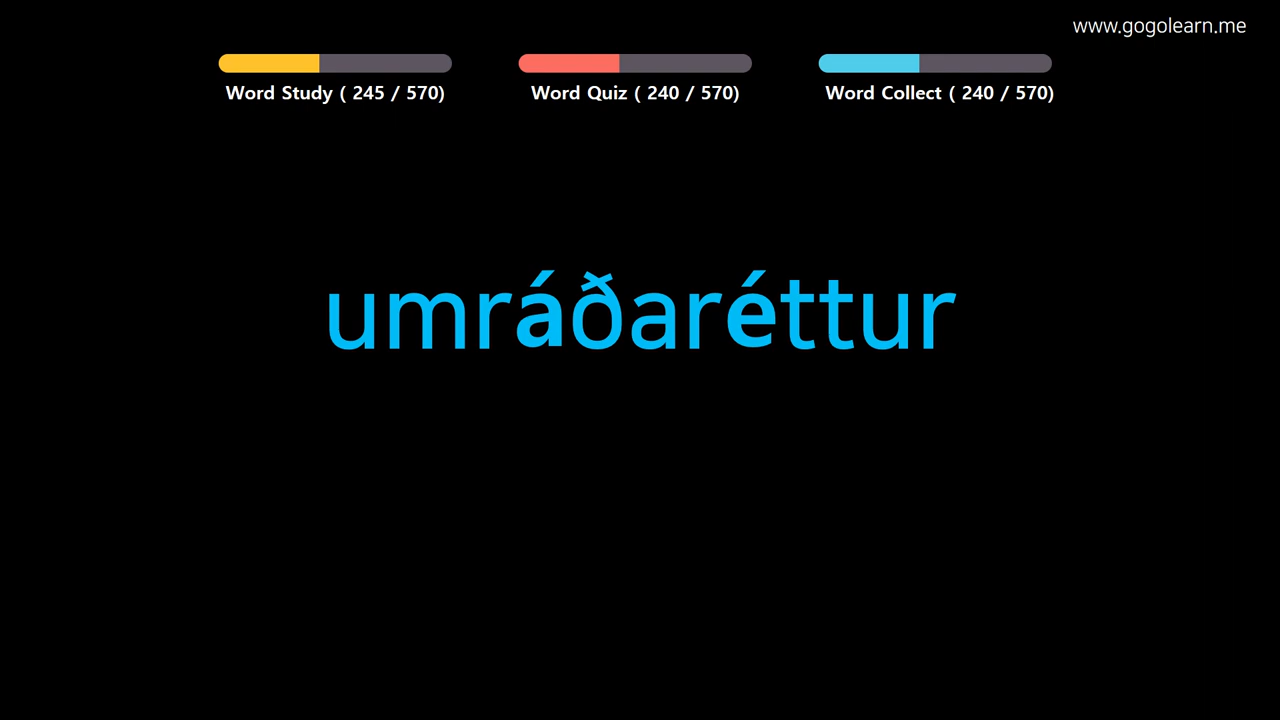 www.gogolearn.me
Word Study ( 245 / 570)
Word Quiz ( 240 / 570)
Word Collect ( 240 / 570)
umráðaréttur